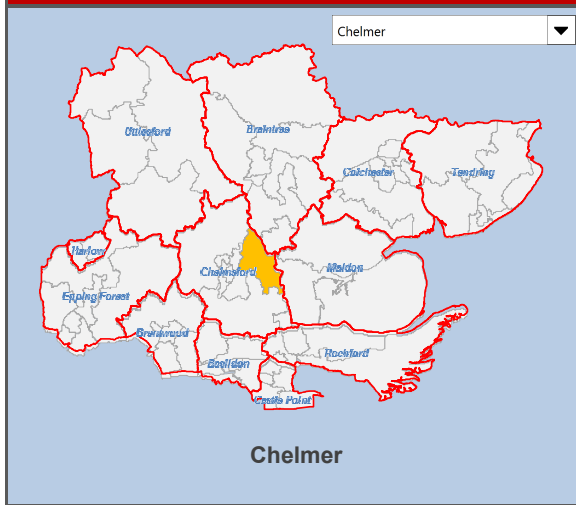 Chelmer
Uttlesford
Braintree
Colchester
Tendring
Harlow
Chelmsford
Maldon
Epping Forest
Brentwood
Rochford
Basildon
Castle Point
Chelmer